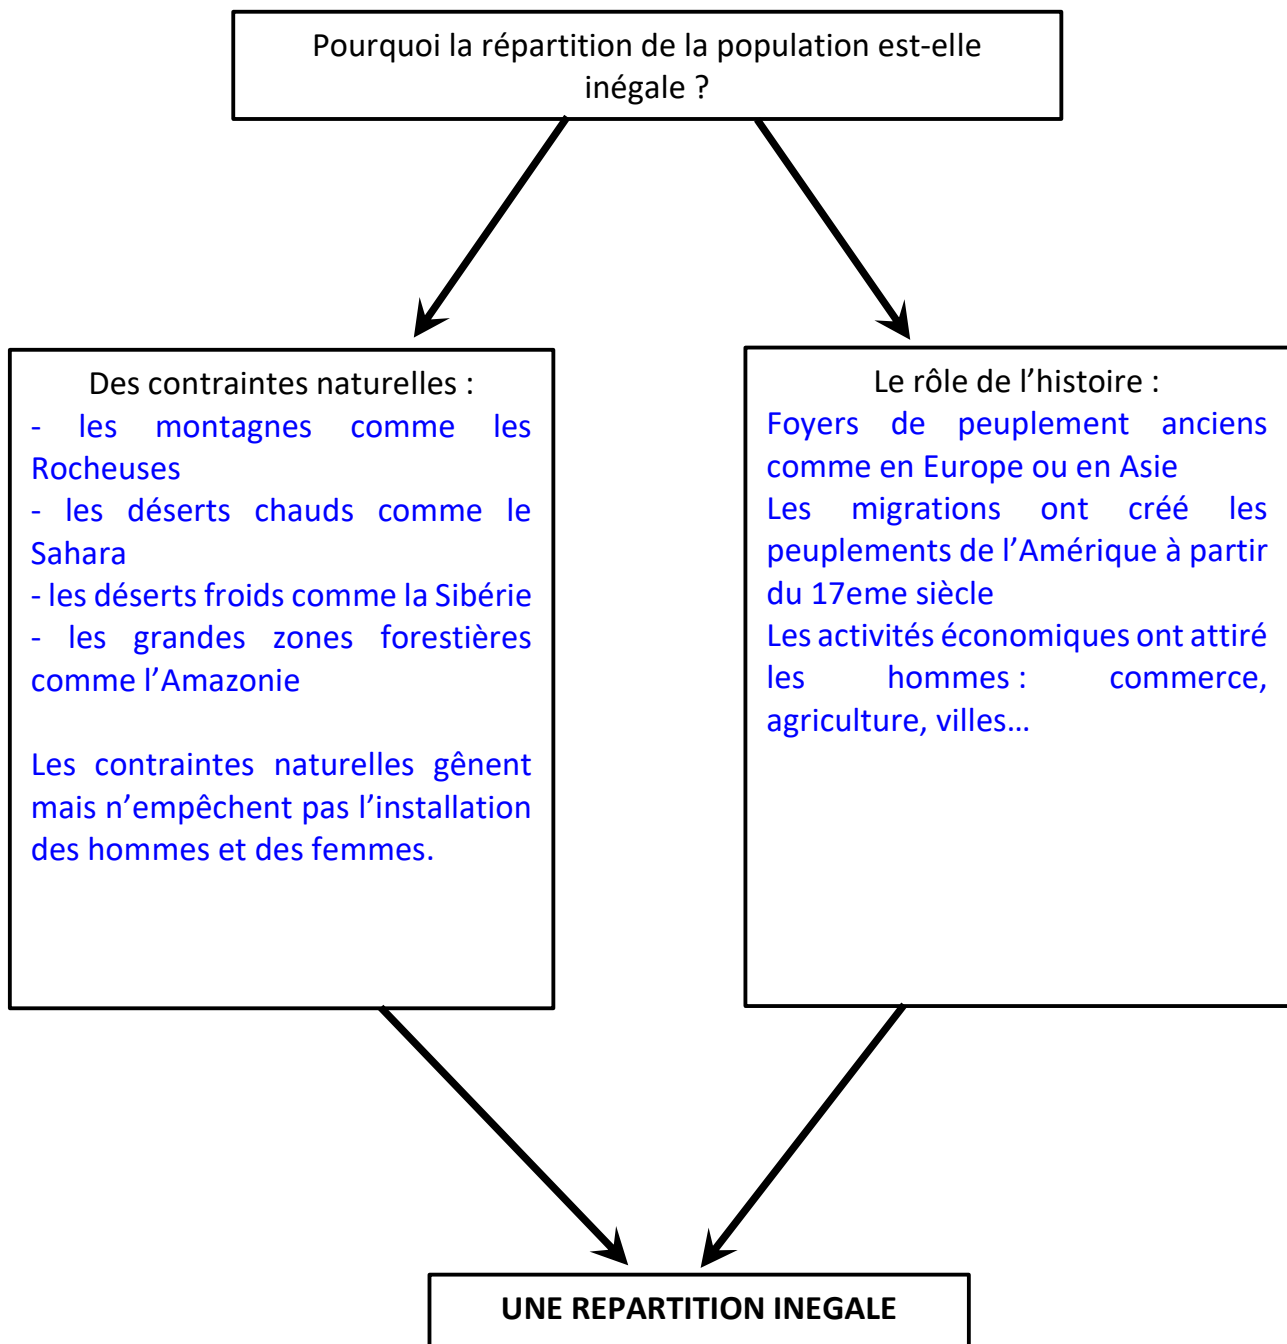 Pourquoi la répartition de la population est-elle
inégale ?
Des contraintes naturelles :
- les montagnes comme les
Rocheuses
- les déserts chauds comme le
Sahara
- les déserts froids comme la Sibérie
- les grandes zones forestières
comme l’Amazonie
Les contraintes naturelles gênent
mais n’empêchent pas l’installation
des hommes et des femmes.
Le rôle de l’histoire :
Foyers de peuplement anciens
comme en Europe ou en Asie
Les migrations ont créé les
peuplements de l’Amérique à partir
du 17eme siècle
Les activités économiques ont attiré
les hommes : commerce,
agriculture, villes…
UNE REPARTITION INEGALE